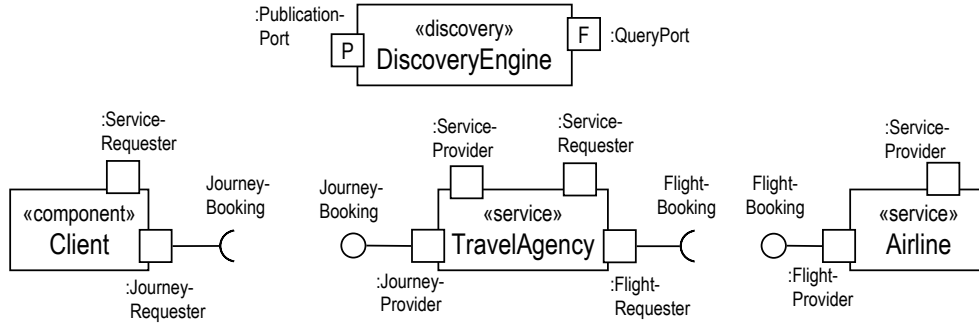 :Publication-
Port
«discovery»
DiscoveryEngine
P
F
:QueryPort
:Service-
Requester
«component»
Client
Journey-
Booking
:Journey-
Requester
Journey-
Booking
:Service-
Provider
:Service-
Requester
«service»
TravelAgency
:Journey-
Provider
Flight-
Booking
:Flight-
Requester
Flight-
Booking
:Service-
Provider
«service»
Airline
:Flight-
Provider